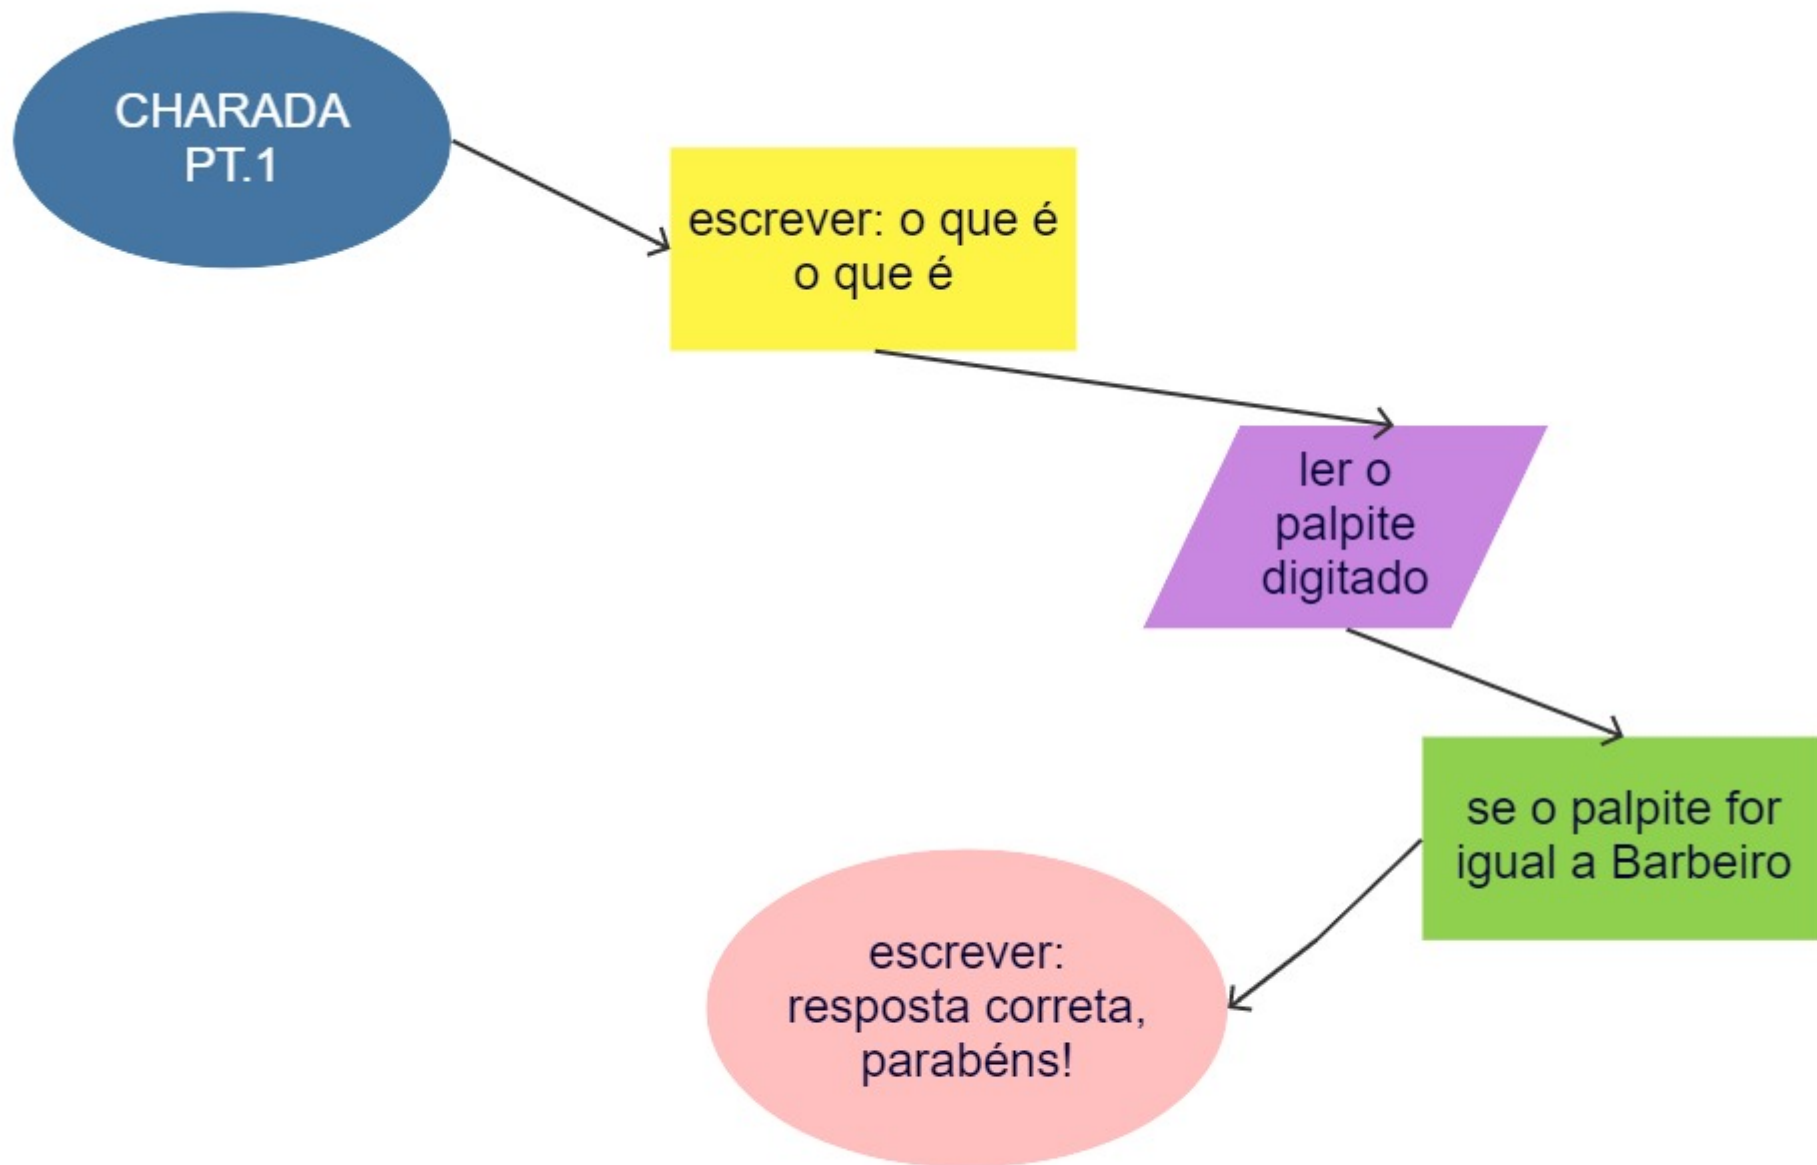 CHARADA
PT.1
escrever: o que é
o que é
ler o
palpite
digitado
se o palpite for
igual a Barbeiro
escrever:
resposta correta,
parabéns!